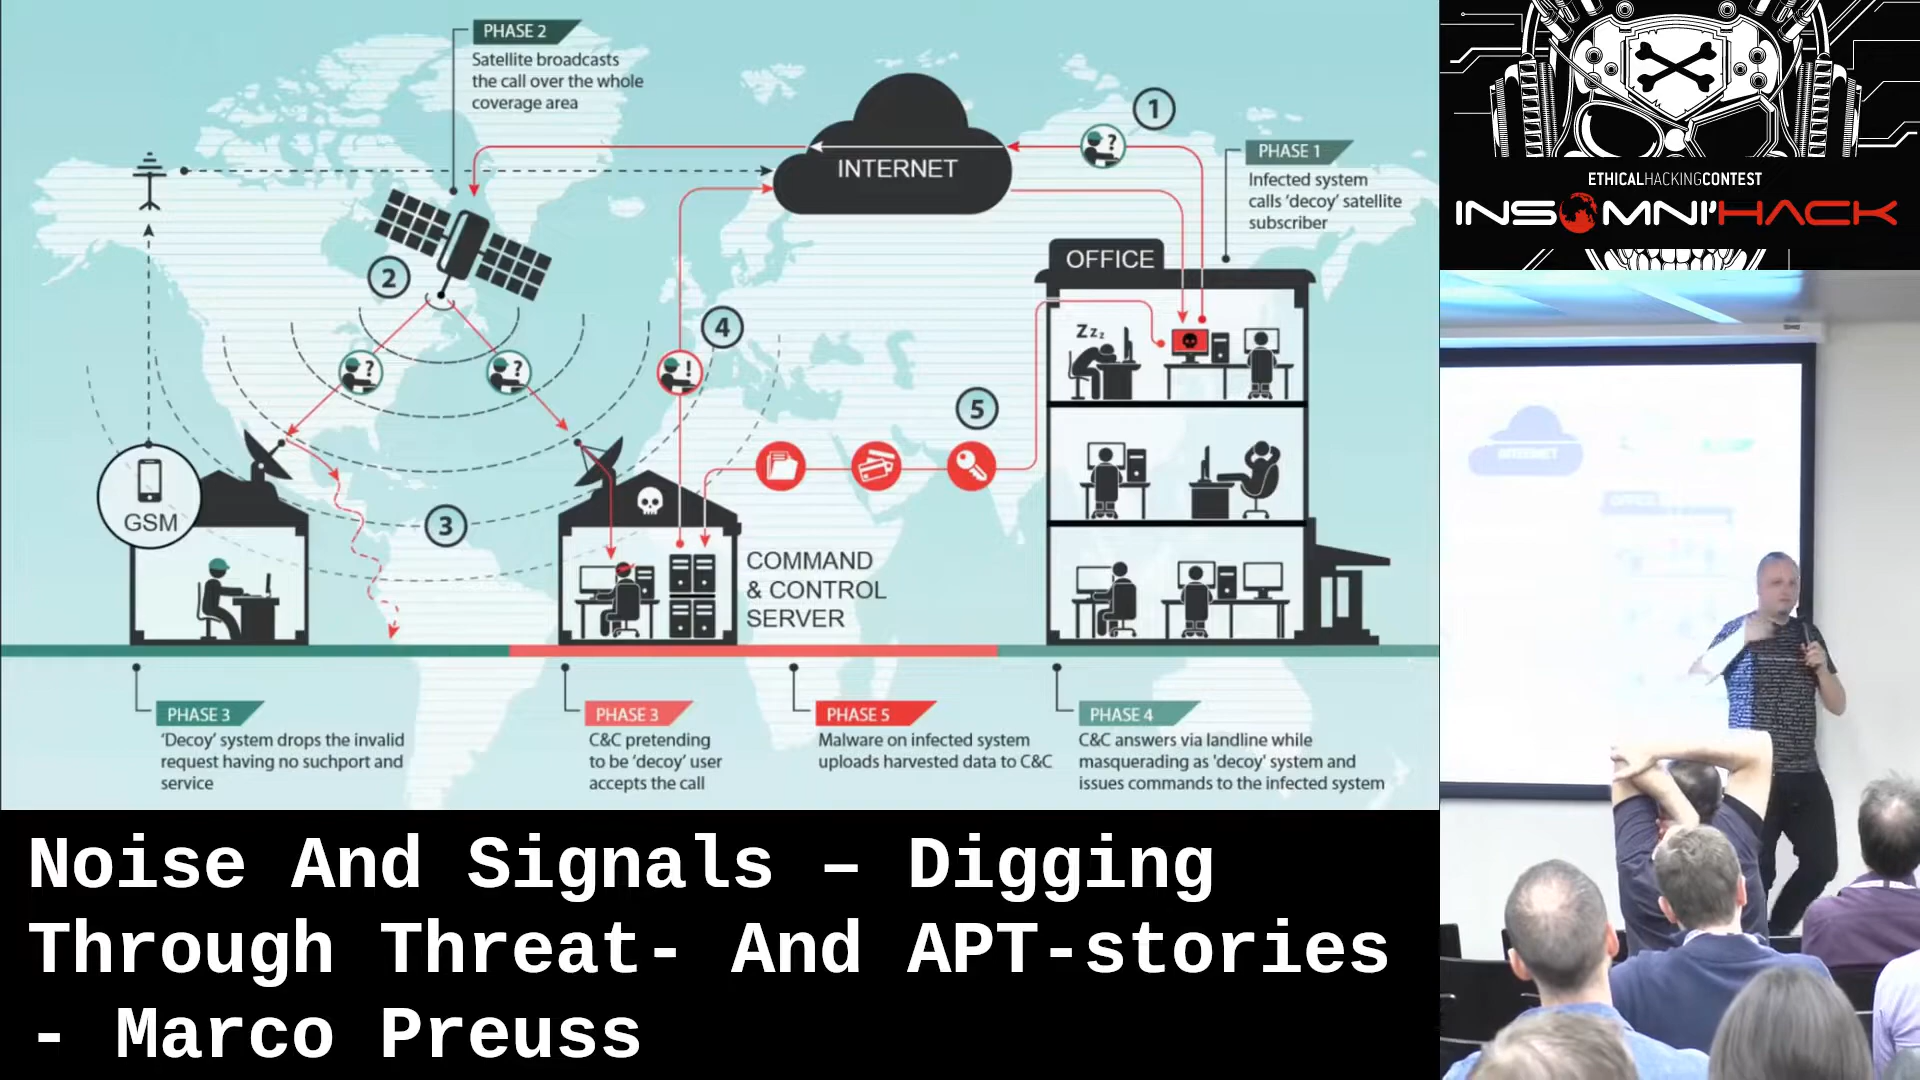 PHASE 2
Satellite broadcasts
the call over the whole
coverage area
1
INTERNET
PHASE 1
Infected system
calls 'decoy' satellite
subscriber
2
OFFICE
4
Zzz
?
?
?
!
5
GSM
3
COMMAND
& CONTROL
SERVER
PHASE 3
'Decoy' system drops the invalid
request having no suchport and
service
PHASE 3
C&C pretending
to be 'decoy' user
accepts the call
PHASE 5
Malware on infected system
uploads harvested data to C&C
PHASE 4
C&C answers via landline while
masquerading as 'decoy' system and
issues commands to the infected system
ETHICALHACKINGCONTEST
INSOMNI'HACK
INTERNET
Noise And Signals – Digging
Through Threat- And APT-stories
- Marco Preuss